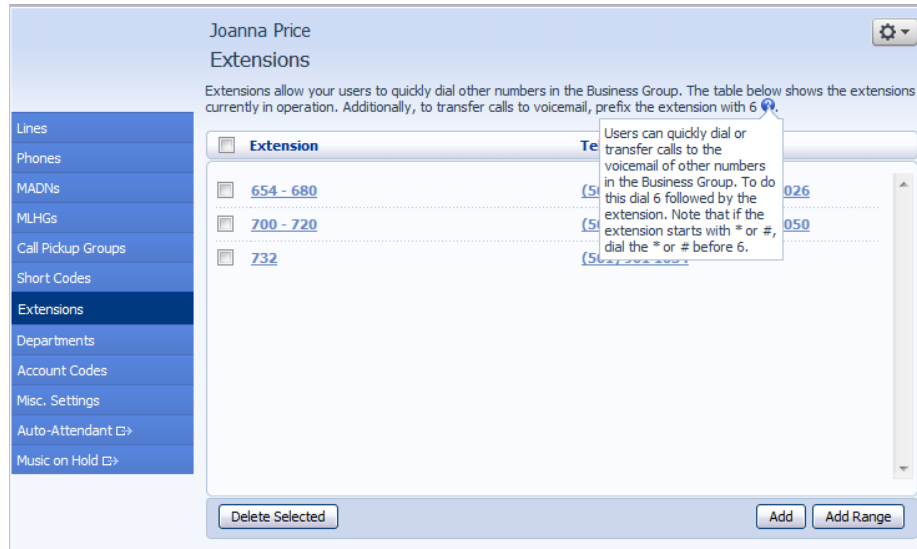 Joanna Price
Extensions
Extensions allow your users to quickly dial other numbers in the Business Group. The table below shows the extensions
currently in operation. Additionally, to transfer calls to voicemail, prefix the extension with 6 ?.
Lines
Phones
MADNs
MLHGs
Call Pickup Groups
Short Codes
Extensions
Departments
Account Codes
Misc. Settings
Auto-Attendant
Music on Hold
Extension
Te
Users can quickly dial or
transfer calls to the
voicemail of other numbers
in the Business Group. To do
this dial 6 followed by the
extension. Note that if the
extension starts with * or #,
dial the * or # before 6.
654 - 680
026
700 - 720
050
732
Delete Selected
Add
Add Range